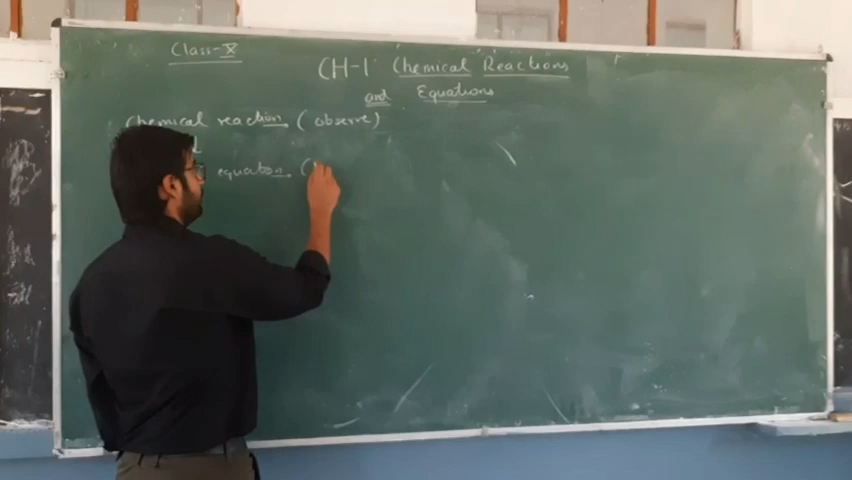 Class-X
CH-1 Chemical Reactions
and Equations
Chemical reaction → (observe)
equation → (